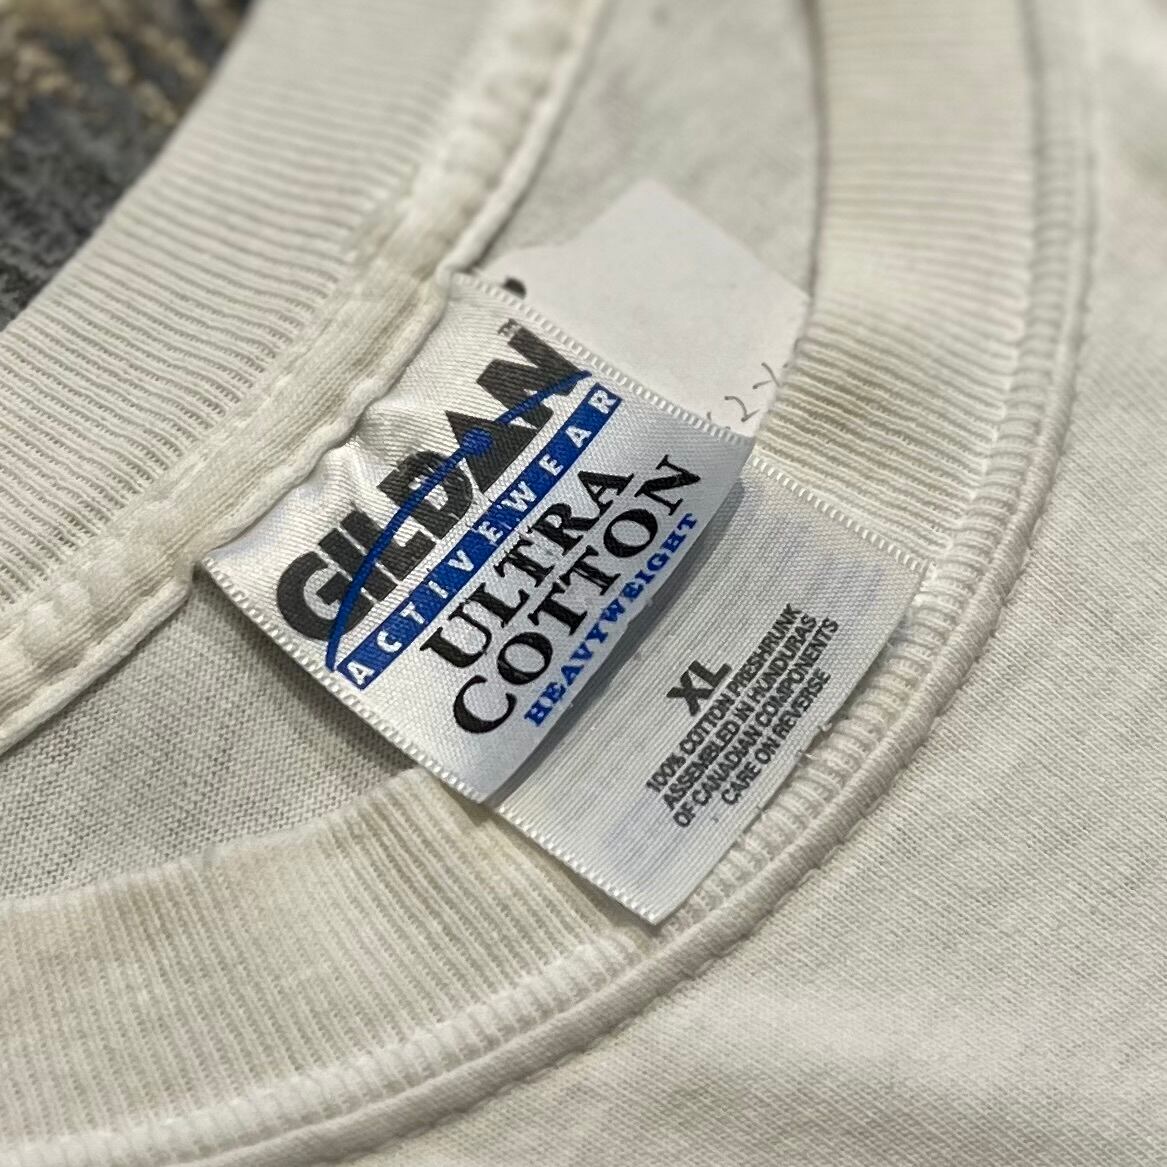 GILDAN
ACTIVEWEAR
ULTRA
COTTON
HEAVYWEIGHT
XL
100% COTTON PRESHRUNK
ASSEMBLED IN HONDURAS
OF CANADIAN COMPONENTS
CARE ON REVERSE